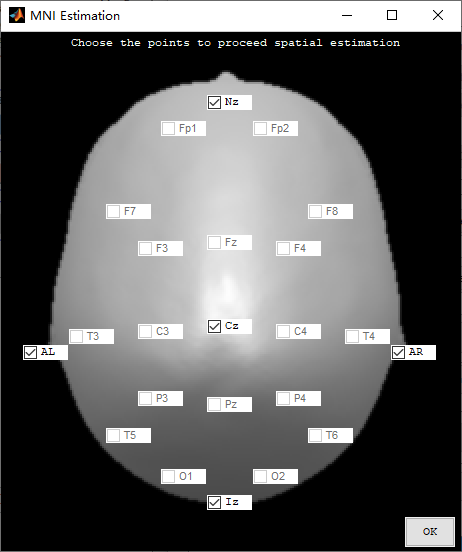 MNI Estimation
Choose the points to proceed spatial estimation
Nz
Fp1 Fp2
F7 F8
Fz
F3 F4
Cz
C3 C4
T3 T4
AL AR
P3 P4
Pz
T5 T6
O1 O2
Iz
OK